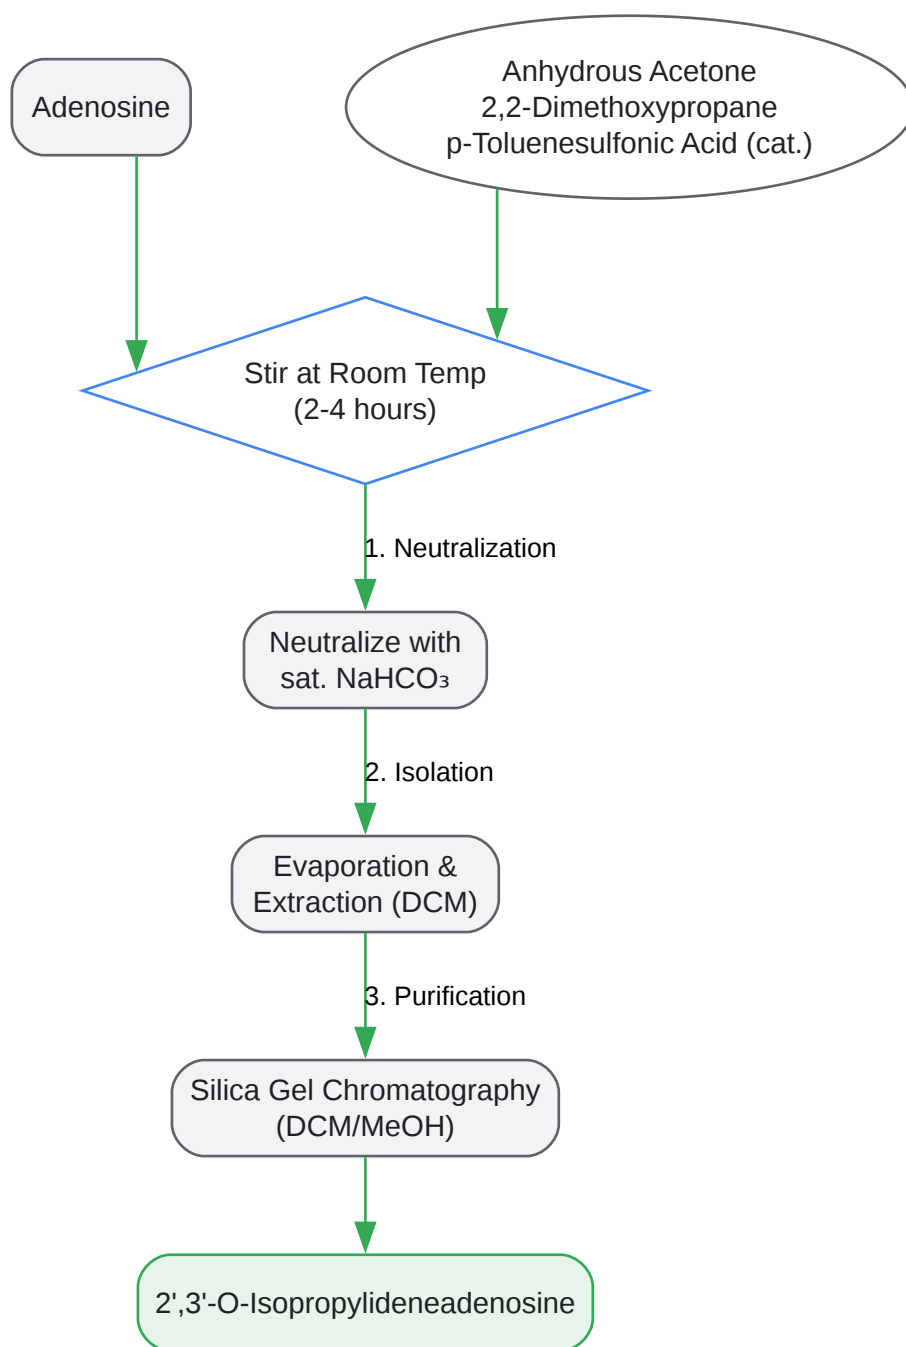 Adenosine
Anhydrous Acetone
2,2-Dimethoxypropane
p-Toluenesulfonic Acid (cat.)
Stir at Room Temp
(2-4 hours)
1. Neutralization
Neutralize with
sat. NaHCO₃
2. Isolation
Evaporation &
Extraction (DCM)
3. Purification
Silica Gel Chromatography
(DCM/MeOH)
2',3'-O-Isopropylideneadenosine